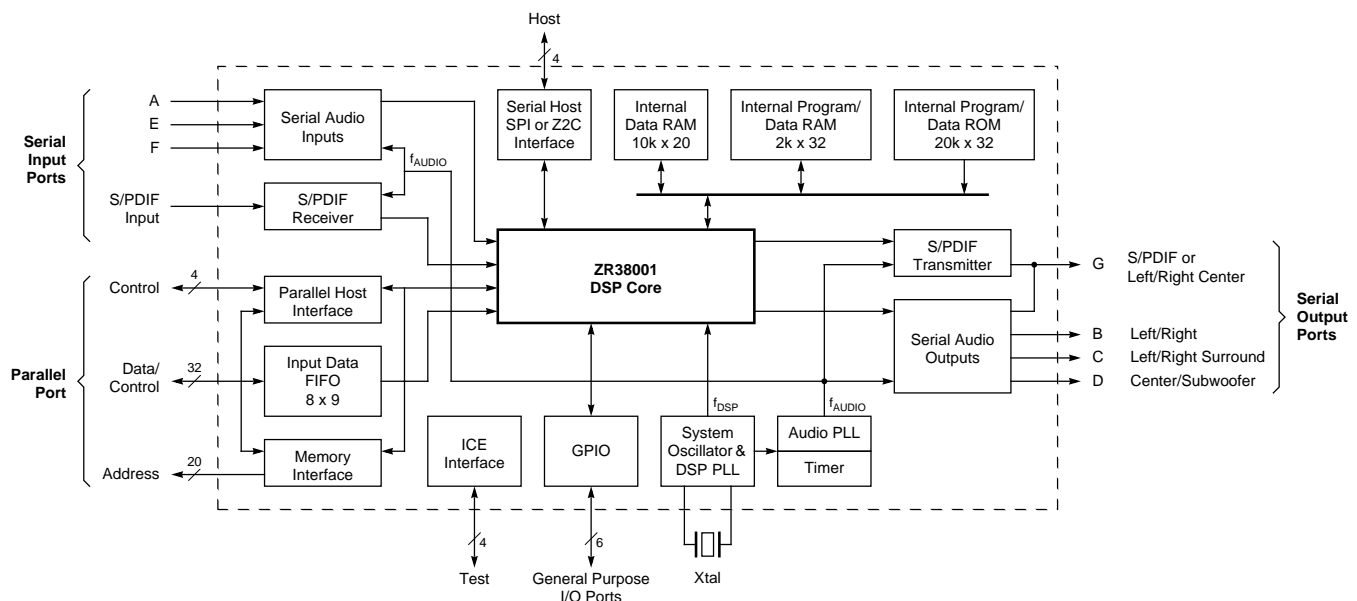 Host
4
A
E
F
Serial
Input
Ports
S/PDIF
Input
Serial Audio
Inputs
fAUDIO
S/PDIF
Receiver
Serial Host
SPI or Z2C
Interface
Internal
Data RAM
10k x 20
Internal Program/
Data RAM
2k x 32
Internal Program/
Data ROM
20k x 32
ZR38001
DSP Core
S/PDIF
Transmitter
Serial Audio
Outputs
G
S/PDIF or
Left/Right Center
B
Left/Right
C
Left/Right Surround
D
Center/Subwoofer
Serial
Output
Ports
Parallel
Port
Control
4
Data/
Control
32
Address
20
Parallel Host
Interface
Input Data
FIFO
8 x 9
Memory
Interface
ICE
Interface
GPIO
fDSP
System
Oscillator &
DSP PLL
fAUDIO
Audio PLL
Timer
4
Test
6
General Purpose
I/O Ports
Xtal